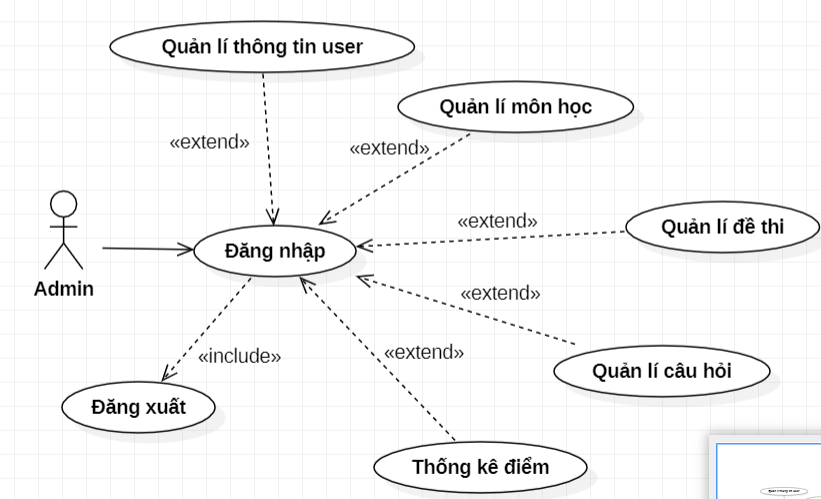 Quản lí thông tin user
Quản lí môn học
«extend»
«extend»
Quản lí đề thi
«extend»
Đăng nhập
Admin
«extend»
«include»
«extend»
Quản lí câu hỏi
Đăng xuất
Thống kê điểm